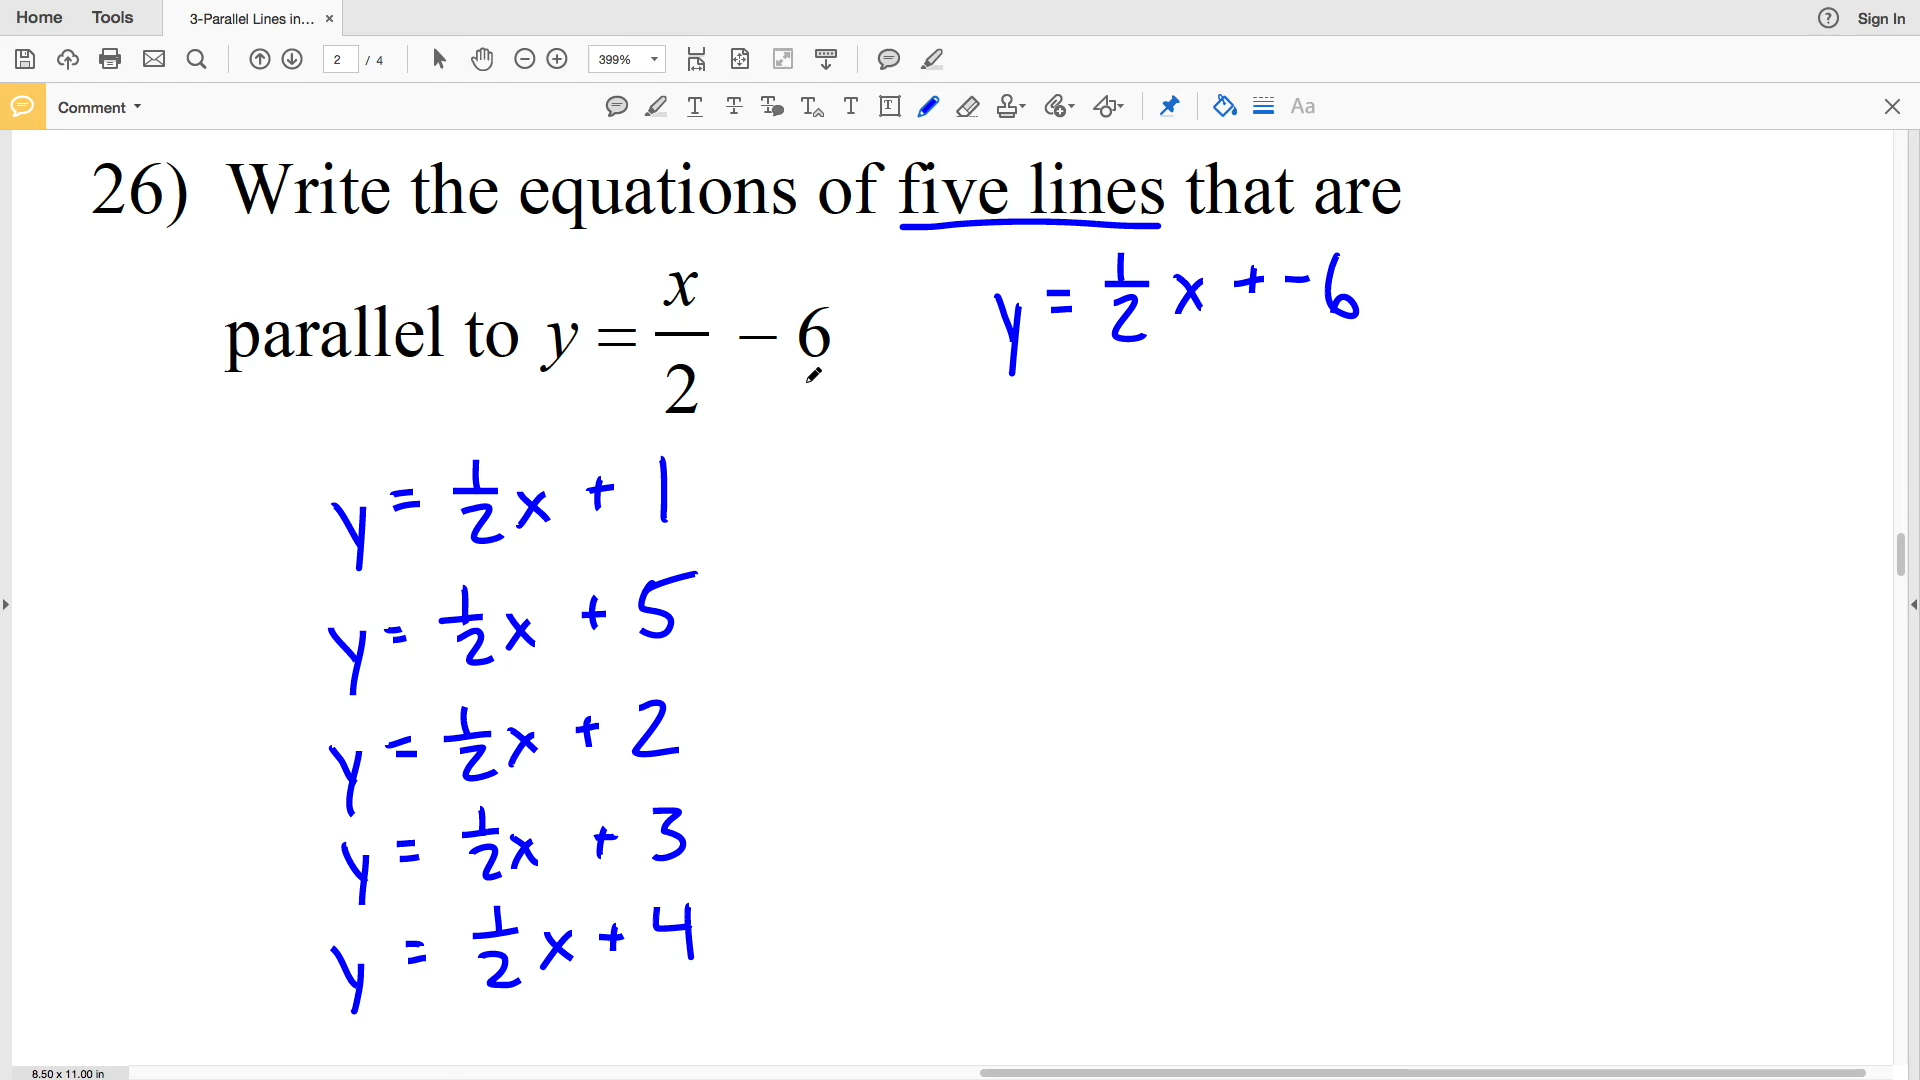 Home Tools 3-Parallel Lines in... × ? Sign In
2 / 4 399%
Comment T T T T T T Aa
26) Write the equations of five lines that are
parallel to y = x/2 − 6
y = 1/2 x + -6
y = 1/2 x + 1
y = 1/2 x + 5
y = 1/2 x + 2
y = 1/2 x + 3
y = 1/2 x + 4
8.50 x 11.00 in